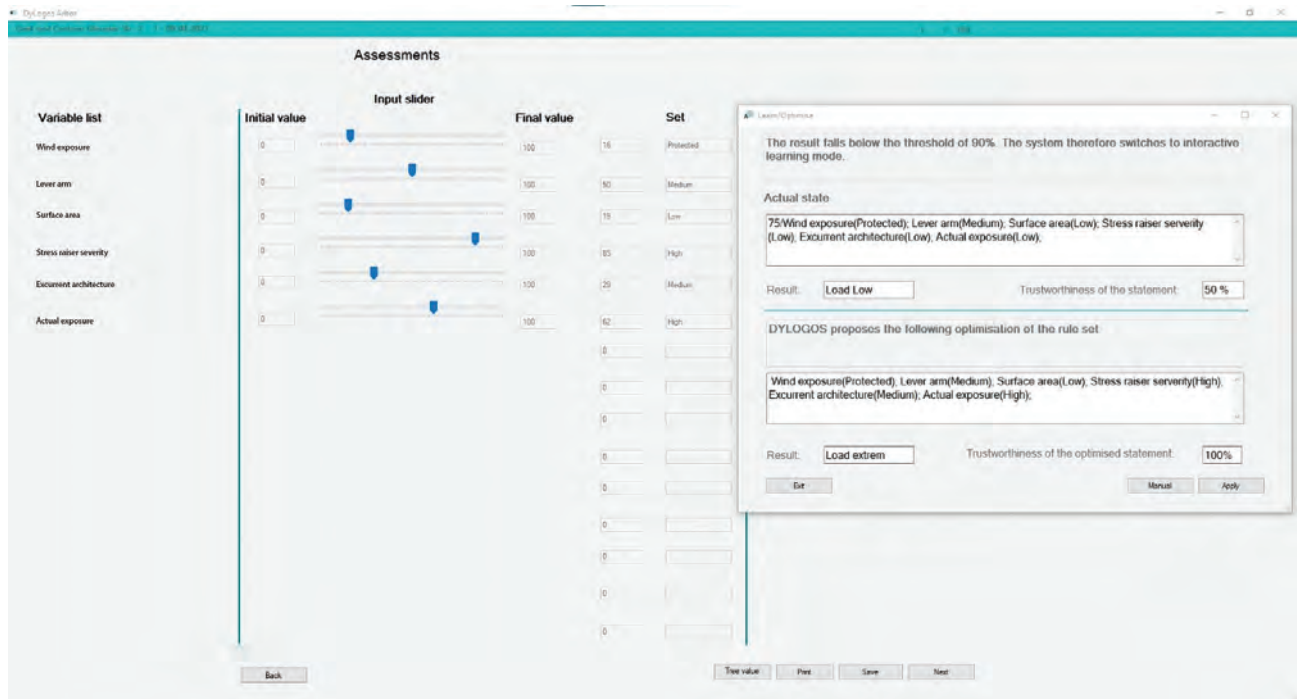 DyLogos Arbor
Assessments
Input slider
Variable list Initial value Final value Set
Wind exposure 0 100 16 Protected
Lever arm 0 100 50 Medium
Surface area 0 100 15 Low
Stress raiser severity 0 100 85 High
Excurrent architecture 0 100 29 Medium
Actual exposure 0 100 62 High
0
0
0
0
0
0
0
0
0
Back
Tree value Print Save Next
Learn/Optimise
The result falls below the threshold of 90%. The system therefore switches to interactive
learning mode.
Actual state
75/Wind exposure(Protected); Lever arm(Medium); Surface area(Low); Stress raiser serverity
(Low); Excurrent architecture(Low); Actual exposure(Low);
Result: Load Low Trustworthiness of the statement: 50 %
DYLOGOS proposes the following optimisation of the rule set
Wind exposure(Protected); Lever arm(Medium); Surface area(Low); Stress raiser serverity(High);
Excurrent architecture(Medium); Actual exposure(High);
Result: Load extrem Trustworthiness of the optimised statement: 100%
Exit Manual Apply